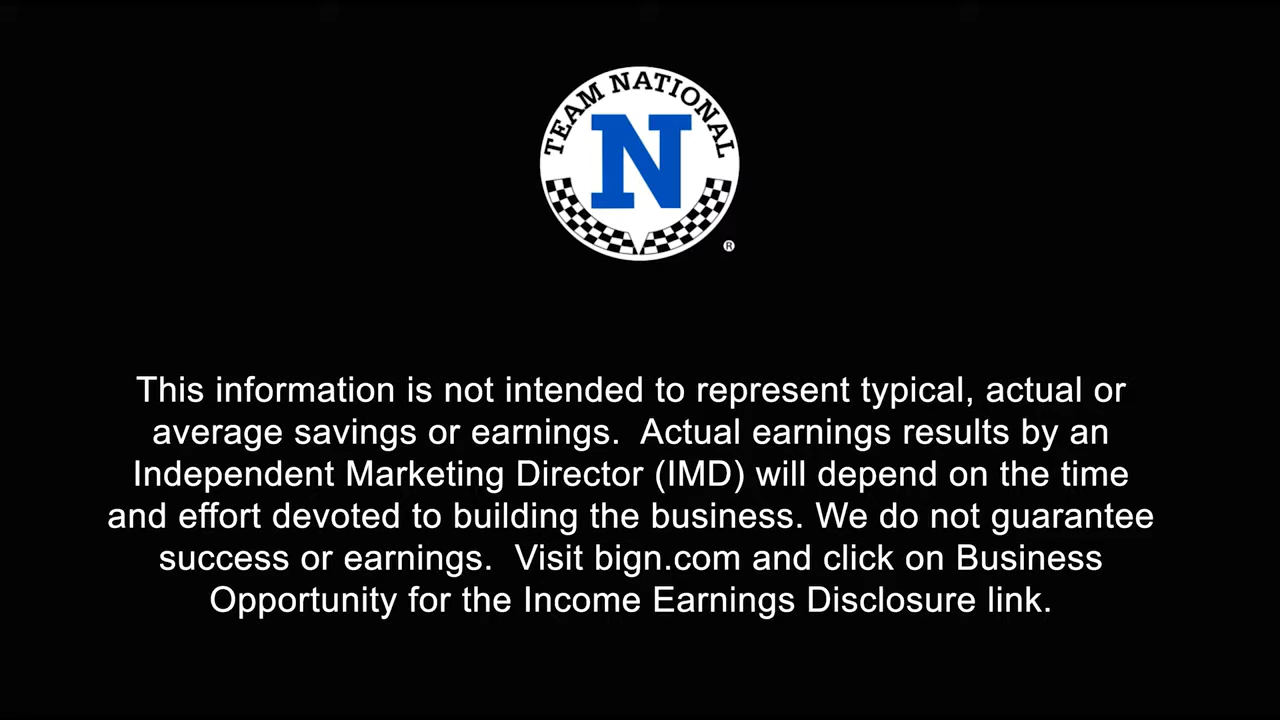 TEAM NATIONAL
N
®
This information is not intended to represent typical, actual or
average savings or earnings.  Actual earnings results by an
Independent Marketing Director (IMD) will depend on the time
and effort devoted to building the business. We do not guarantee
success or earnings.  Visit bign.com and click on Business
Opportunity for the Income Earnings Disclosure link.